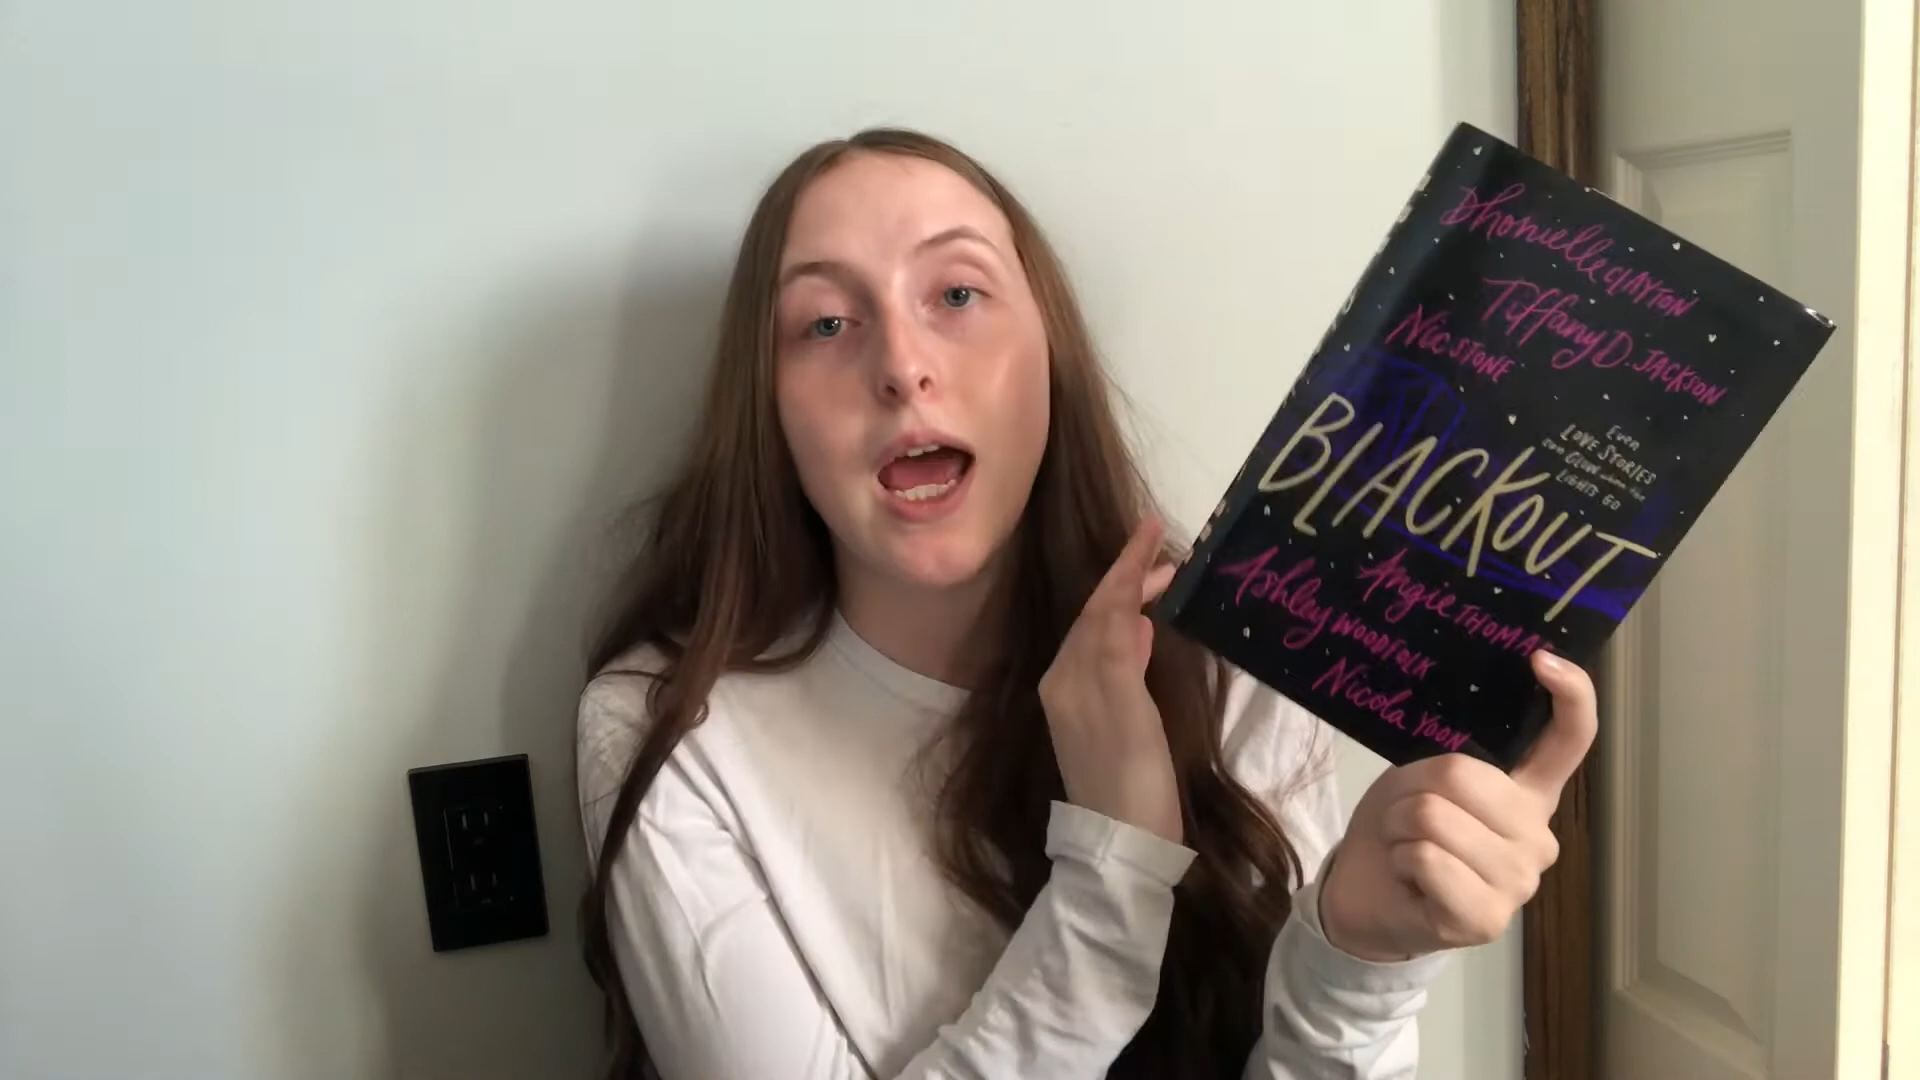 Dhonielle CLAYTON
Tiffany D. JACKSON
Nic STONE
Even
LOVE STORIES
can GLOW when the
LIGHTS GO
BLACKOUT
Angie THOMAS
Ashley WOODFOLK
Nicola YOON